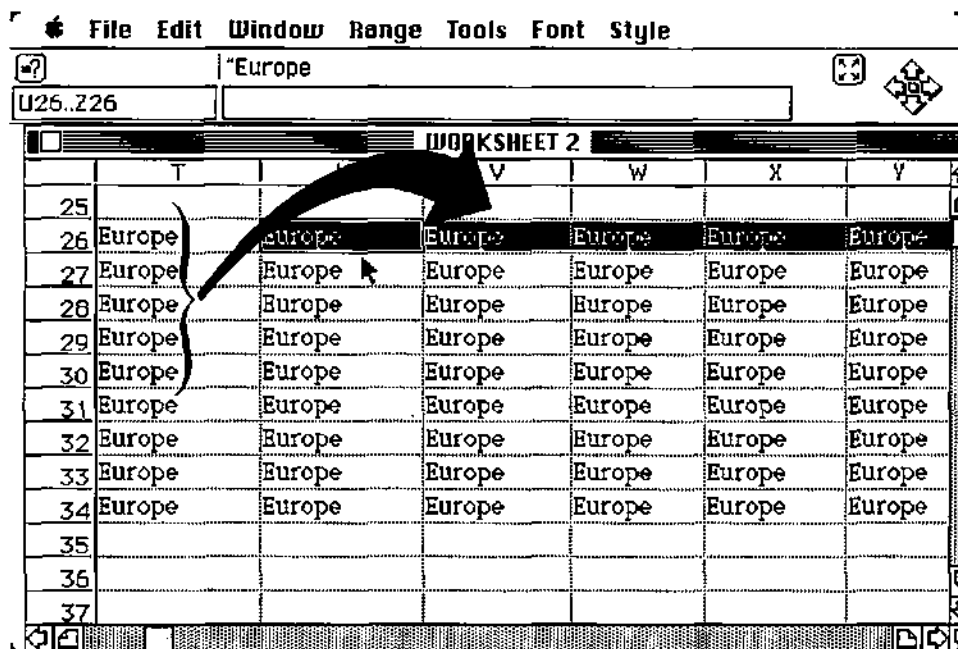 File Edit Window Range Tools Font Style
"Europe
U26..Z26
WORKSHEET 2
T V W X Y
25
26 Europe Europe Europe Europe Europe Europe
27 Europe Europe Europe Europe Europe Europe
28 Europe Europe Europe Europe Europe Europe
29 Europe Europe Europe Europe Europe Europe
30 Europe Europe Europe Europe Europe Europe
31 Europe Europe Europe Europe Europe Europe
32 Europe Europe Europe Europe Europe Europe
33 Europe Europe Europe Europe Europe Europe
34 Europe Europe Europe Europe Europe Europe
35
36
37